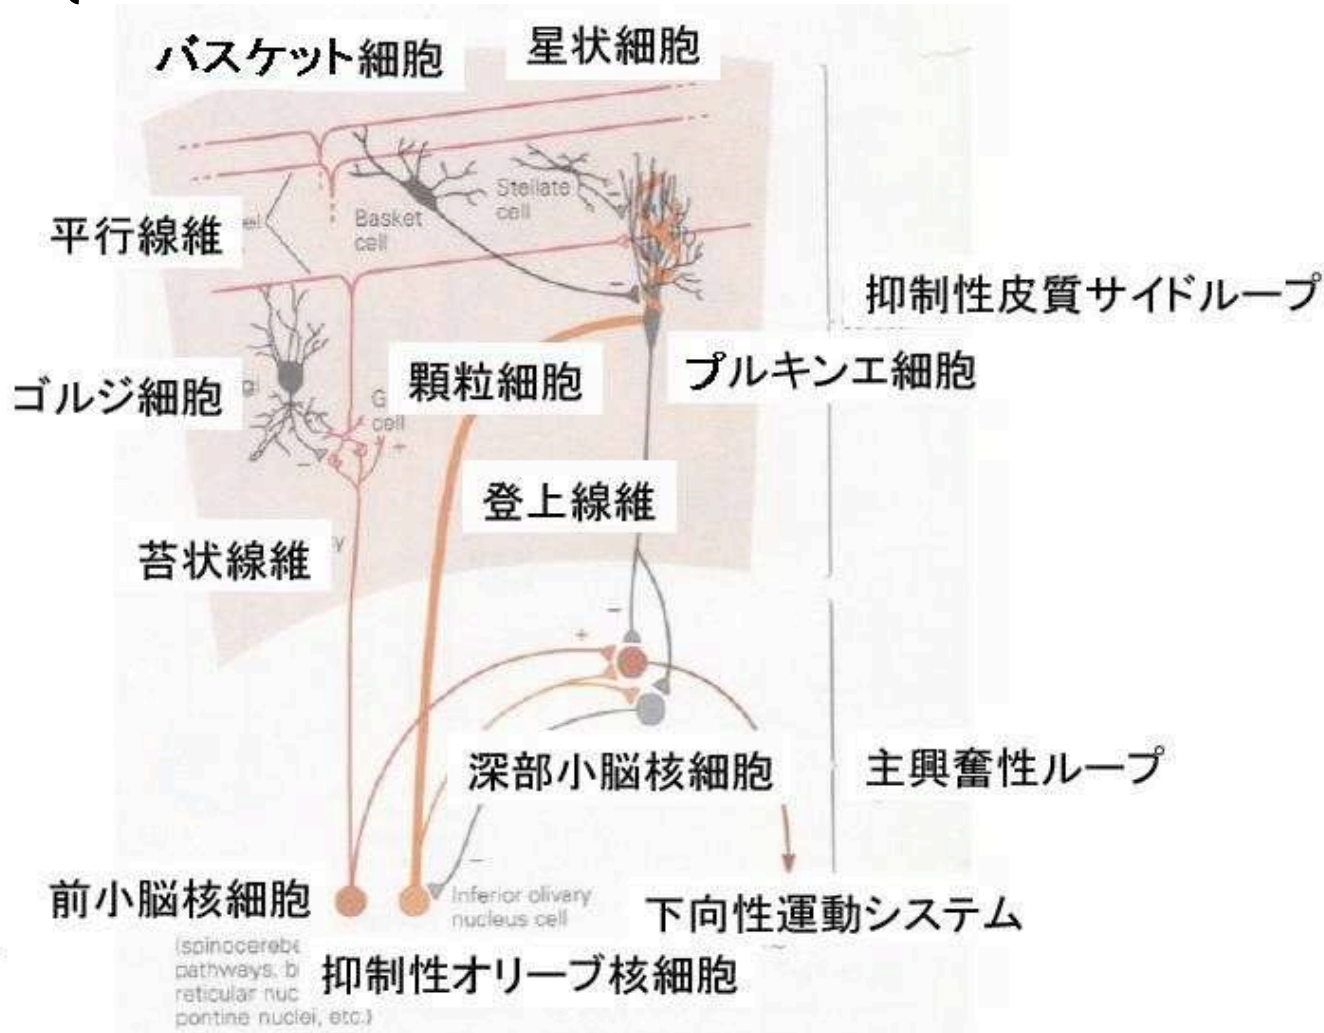 バスケット細胞
星状細胞
Stellate
cell
Basket
cell
平行線維
抑制性皮質サイドループ
プルキンエ細胞
顆粒細胞
ゴルジ細胞
cell
登上線維
苔状線維
深部小脳核細胞
主興奮性ループ
前小脳核細胞
Inferior olivary
nucleus cell
下向性運動システム
(spinocerebe
pathways, b
reticular nuc
pontine nuclei, etc.)
抑制性オリーブ核細胞